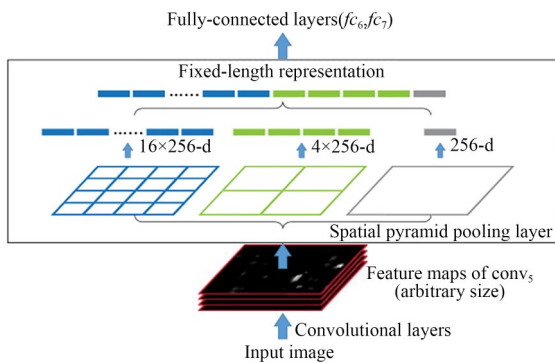 Fully-connected layers(fc₆,fc₇)
Fixed-length representation
......
......
16×256-d
4×256-d
256-d
Spatial pyramid pooling layer
Feature maps of conv₅
(arbitrary size)
Convolutional layers
Input image